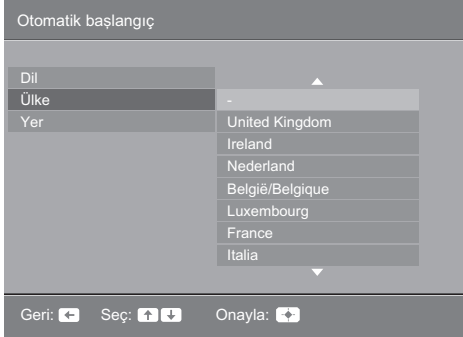 Otomatik başlangıç
Dil
Ülke
Yer
-
United Kingdom
Ireland
Nederland
België/Belgique
Luxembourg
France
Italia
Geri: Seç: Onayla: